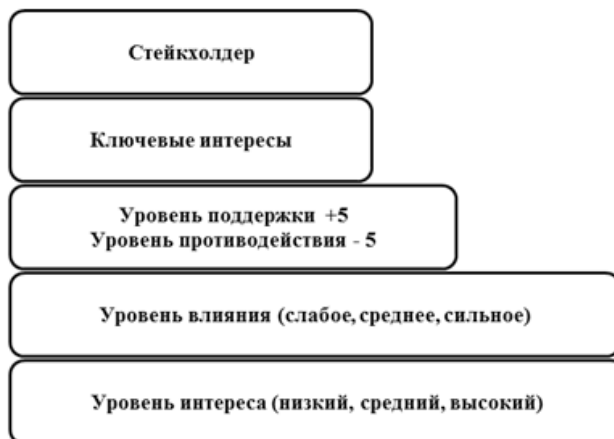 Стейкхолдер
Ключевые интересы
Уровень поддержки +5
Уровень противодействия - 5
Уровень влияния (слабое, среднее, сильное)
Уровень интереса (низкий, средний, высокий)